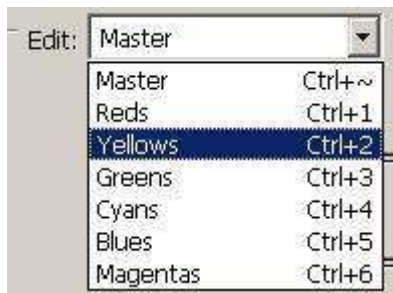 Edit: Master
Master Ctrl+~
Reds Ctrl+1
Yellows Ctrl+2
Greens Ctrl+3
Cyans Ctrl+4
Blues Ctrl+5
Magentas Ctrl+6